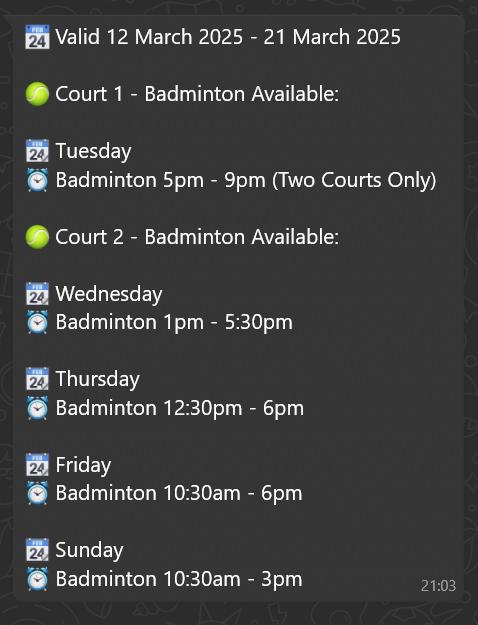 Valid 12 March 2025 - 21 March 2025
Court 1 - Badminton Available:
Tuesday
Badminton 5pm - 9pm (Two Courts Only)
Court 2 - Badminton Available:
Wednesday
Badminton 1pm - 5:30pm
Thursday
Badminton 12:30pm - 6pm
Friday
Badminton 10:30am - 6pm
Sunday
Badminton 10:30am - 3pm
21:03